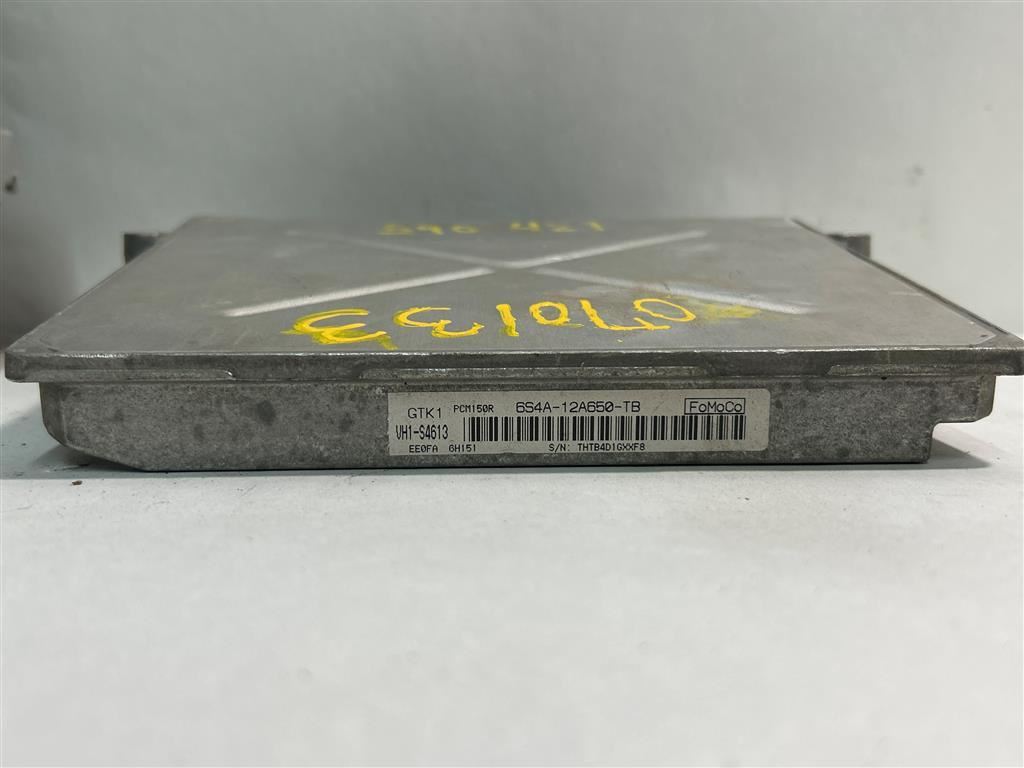 GTK1 PCM150R 6S4A-12A650-TB FoMoCo
VH1-S4613
EE0FA 6H151 S/N: THTB4D1GXXF8